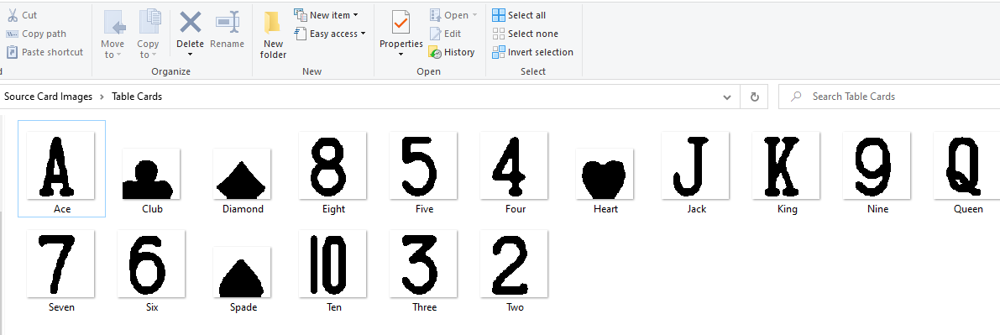 Cut
Copy path
Paste shortcut
Move to
Copy to
Delete
Rename
Organize
New folder
New item
Easy access
New
Properties
Open
Edit
History
Open
Select all
Select none
Invert selection
Select
Source Card Images > Table Cards
Search Table Cards
A 8 5 4 J K 9 Q
Ace Club Diamond Eight Five Four Heart Jack King Nine Queen
7 6 10 3 2
Seven Six Spade Ten Three Two